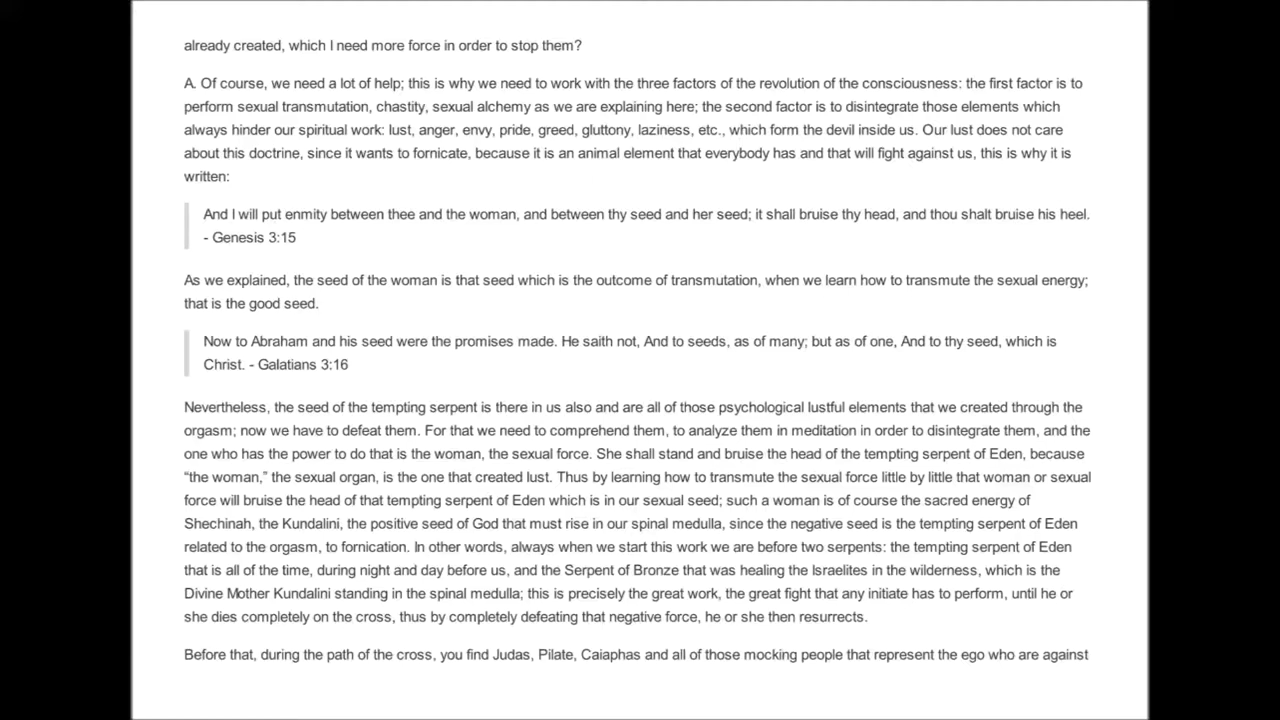 already created, which I need more force in order to stop them?
A. Of course, we need a lot of help; this is why we need to work with the three factors of the revolution of the consciousness: the first factor is to
perform sexual transmutation, chastity, sexual alchemy as we are explaining here; the second factor is to disintegrate those elements which
always hinder our spiritual work: lust, anger, envy, pride, greed, gluttony, laziness, etc., which form the devil inside us. Our lust does not care
about this doctrine, since it wants to fornicate, because it is an animal element that everybody has and that will fight against us, this is why it is
written:
And I will put enmity between thee and the woman, and between thy seed and her seed; it shall bruise thy head, and thou shalt bruise his heel.
- Genesis 3:15
As we explained, the seed of the woman is that seed which is the outcome of transmutation, when we learn how to transmute the sexual energy;
that is the good seed.
Now to Abraham and his seed were the promises made. He saith not, And to seeds, as of many; but as of one, And to thy seed, which is
Christ. - Galatians 3:16
Nevertheless, the seed of the tempting serpent is there in us also and are all of those psychological lustful elements that we created through the
orgasm; now we have to defeat them. For that we need to comprehend them, to analyze them in meditation in order to disintegrate them, and the
one who has the power to do that is the woman, the sexual force. She shall stand and bruise the head of the tempting serpent of Eden, because
“the woman,” the sexual organ, is the one that created lust. Thus by learning how to transmute the sexual force little by little that woman or sexual
force will bruise the head of that tempting serpent of Eden which is in our sexual seed; such a woman is of course the sacred energy of
Shechinah, the Kundalini, the positive seed of God that must rise in our spinal medulla, since the negative seed is the tempting serpent of Eden
related to the orgasm, to fornication. In other words, always when we start this work we are before two serpents: the tempting serpent of Eden
that is all of the time, during night and day before us, and the Serpent of Bronze that was healing the Israelites in the wilderness, which is the
Divine Mother Kundalini standing in the spinal medulla; this is precisely the great work, the great fight that any initiate has to perform, until he or
she dies completely on the cross, thus by completely defeating that negative force, he or she then resurrects.
Before that, during the path of the cross, you find Judas, Pilate, Caiaphas and all of those mocking people that represent the ego who are against